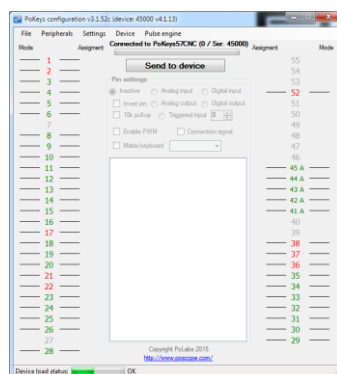 PoKeys configuration v3.1.52c (device: 45000 v4.1.13)
File Peripherals Settings Device Pulse engine
Mode Assigment Connected to PoKeys57CNC (0 / Ser. 45000) Assigment Mode
Send to device
Pin settings
Inactive Analog input Digital input
Invert pin Analog output Digital output
10k pull-up Triggered input 0
Enable PWM Connection signal
Matrix keyboard
1
2
3
4
5
6
7
8
9
10
11
12
13
14
15
16
17
18
19
20
21
22
23
24
25
26
27
28
55
54
53
52
51
50
49
48
47
46
45 A
44 A
43 A
42 A
41 A
40
39
38
37
36
35
34
33
32
31
30
29
Copyright PoLabs 2015
http://www.poscope.com/
Device load status: OK